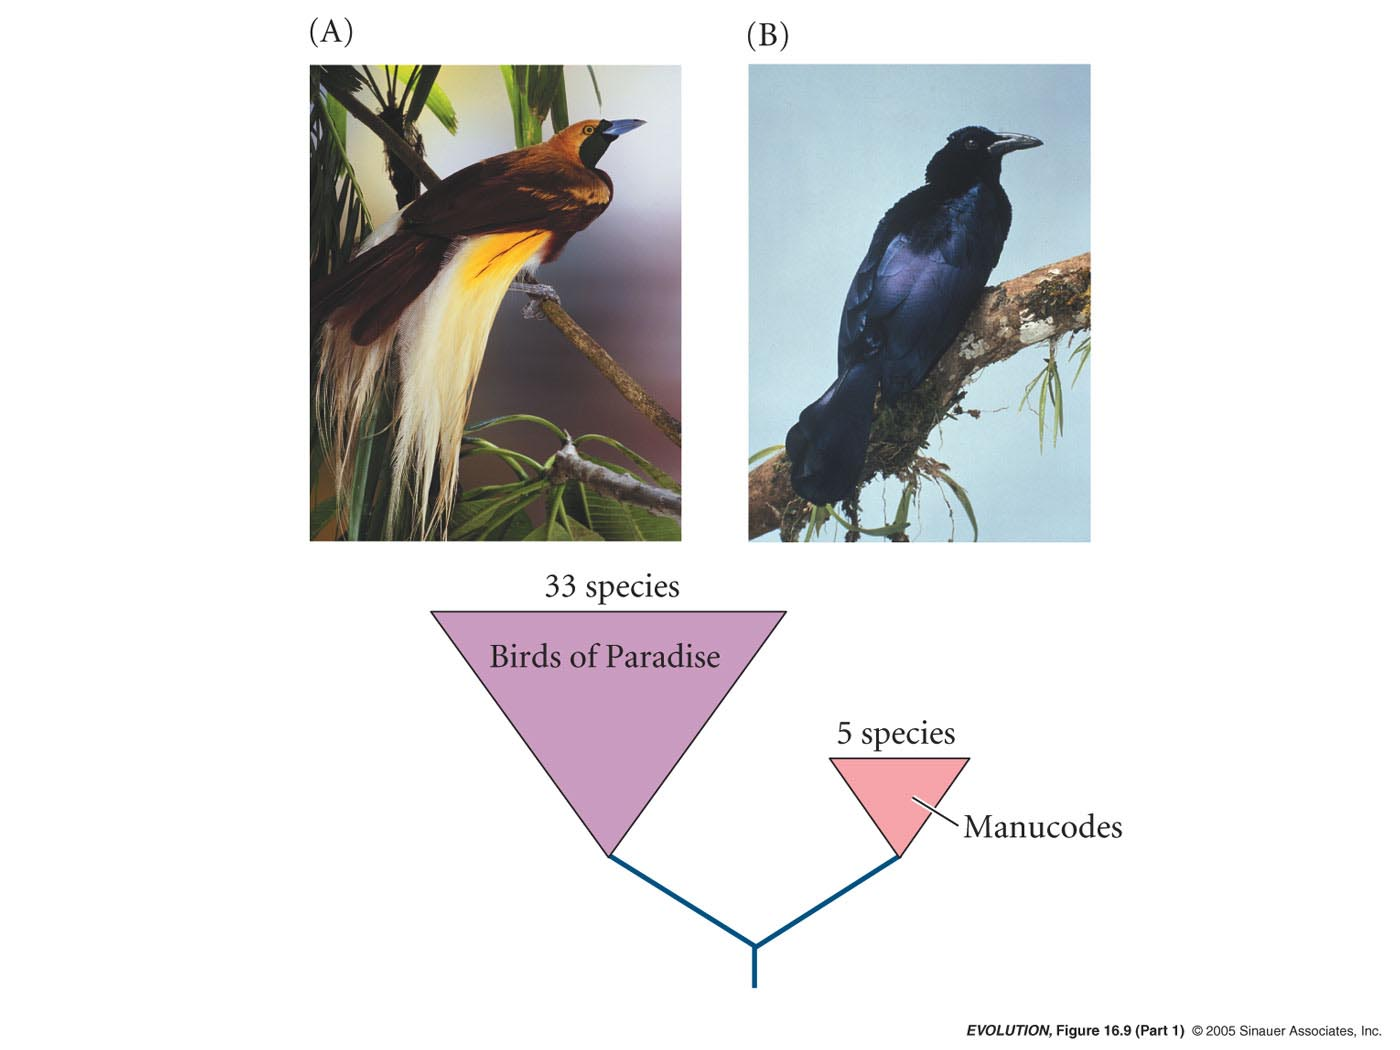 (A)
(B)
33 species
Birds of Paradise
5 species
Manucodes
EVOLUTION, Figure 16.9 (Part 1) © 2005 Sinauer Associates, Inc.